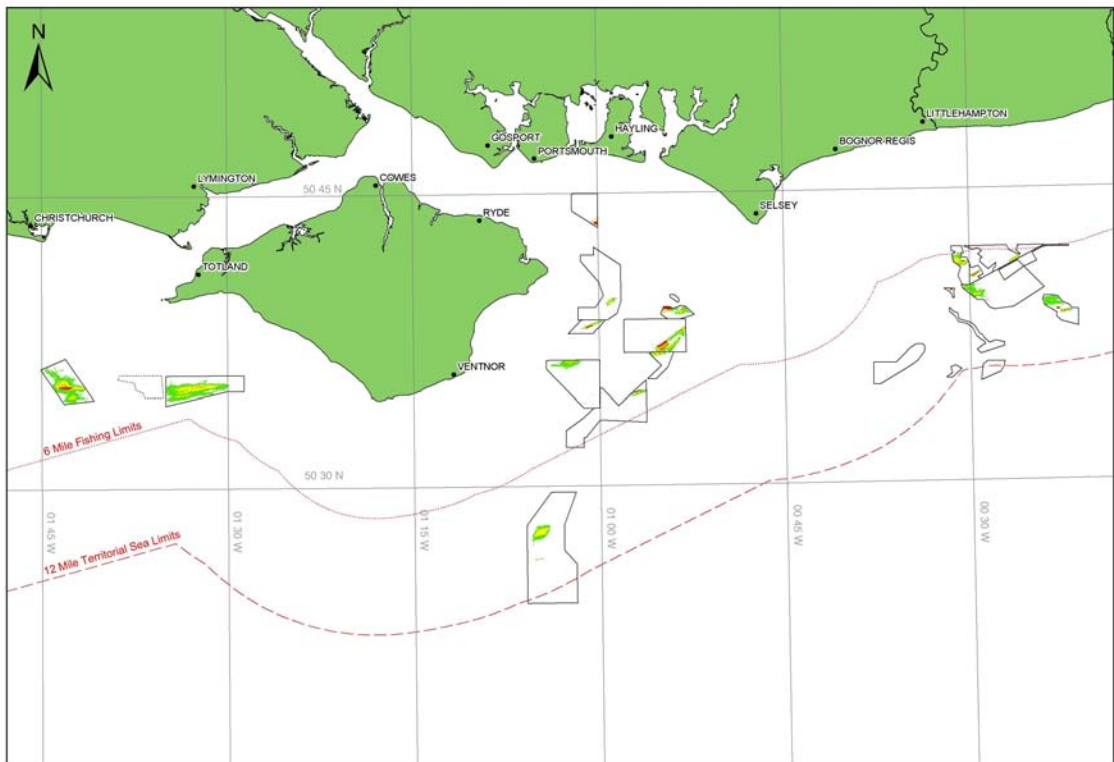 N
LITTLEHAMPTON
HAYLING
GOSPORT
BOGNOR-REGIS
PORTSMOUTH
LYMINGTON
COWES
50 45 N
SELSEY
CHRISTCHURCH
RYDE
TOTLAND
VENTNOR
6 Mile Fishing Limits
50 30 N
01 45 W
01 30 W
01 15 W
01 00 W
00 45 W
00 30 W
12 Mile Territorial Sea Limits